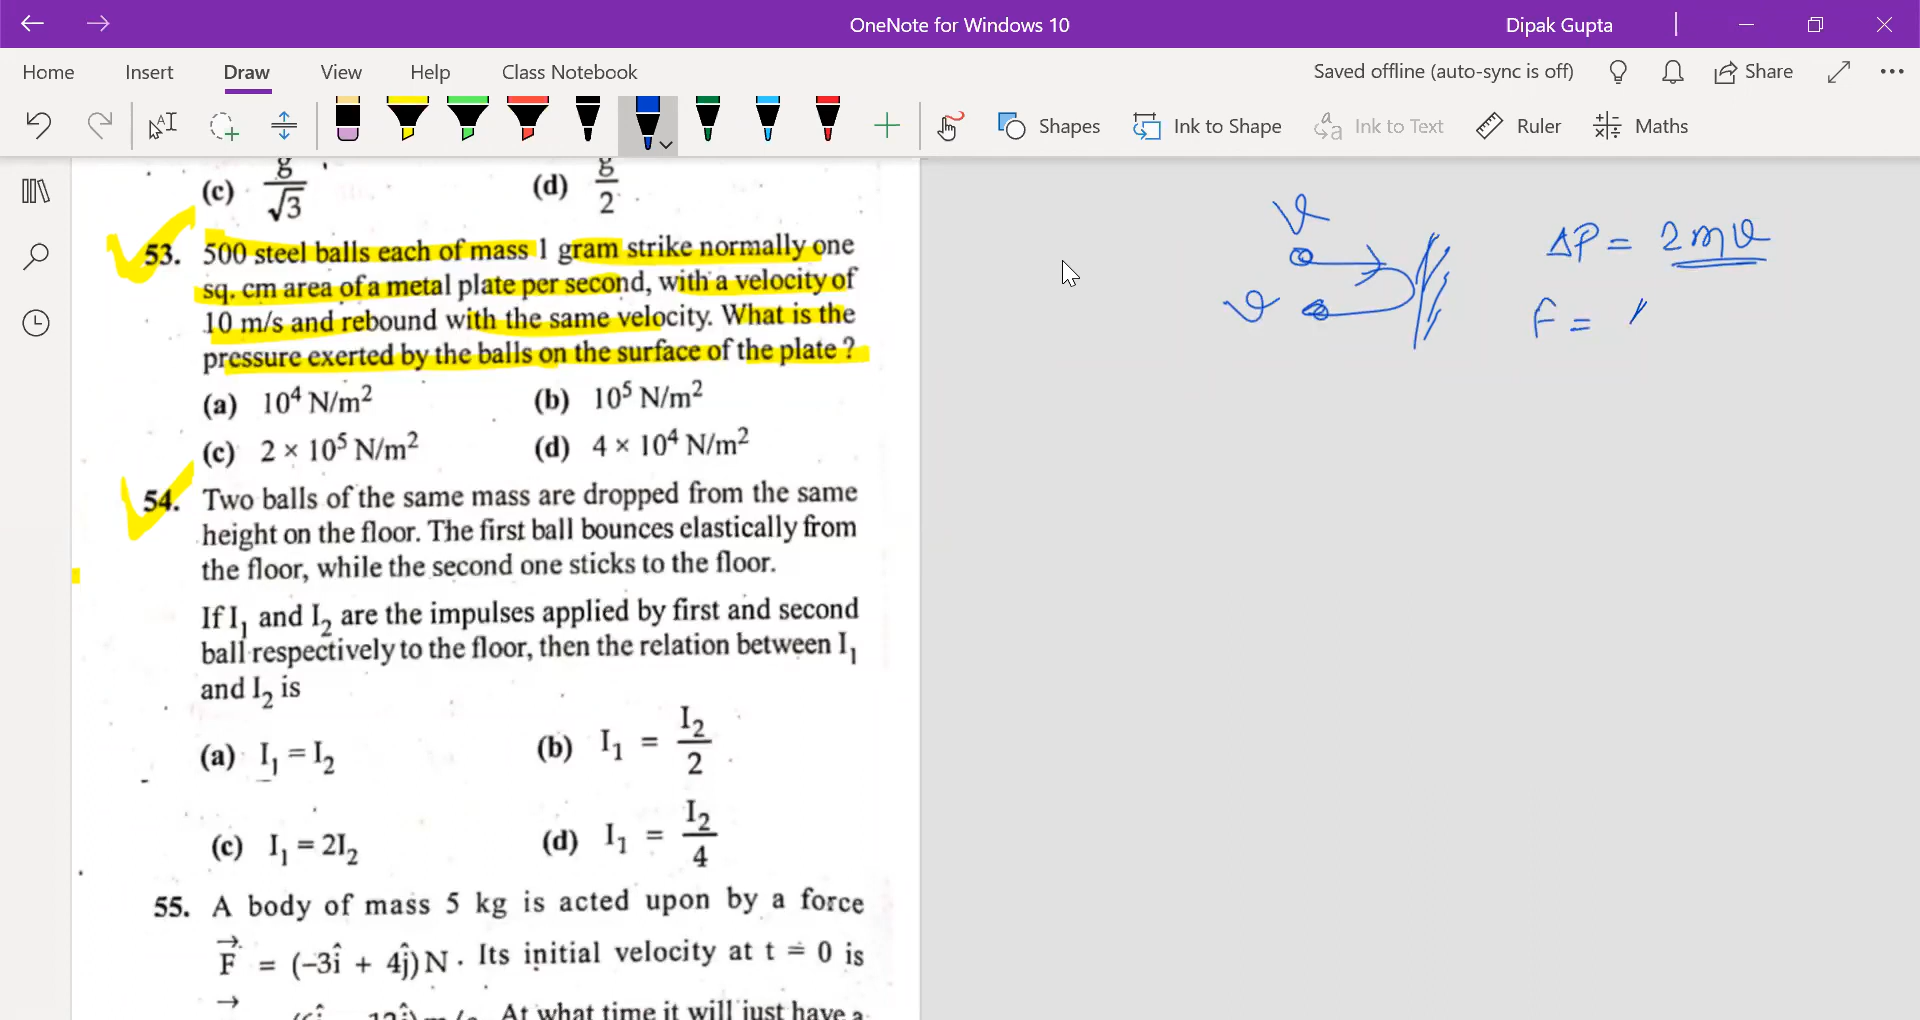 OneNote for Windows 10
Dipak Gupta
Home Insert Draw View Help Class Notebook
Saved offline (auto-sync is off) Share
Shapes Ink to Shape Ink to Text Ruler Maths
(c) g/√3 (d) g/2
53. 500 steel balls each of mass 1 gram strike normally one
sq. cm area of a metal plate per second, with a velocity of
10 m/s and rebound with the same velocity. What is the
pressure exerted by the balls on the surface of the plate ?
(a) 10⁴ N/m² (b) 10⁵ N/m²
(c) 2 × 10⁵ N/m² (d) 4 × 10⁴ N/m²
54. Two balls of the same mass are dropped from the same
height on the floor. The first ball bounces elastically from
the floor, while the second one sticks to the floor.
If I₁ and I₂ are the impulses applied by first and second
ball respectively to the floor, then the relation between I₁
and I₂ is
(a) I₁ = I₂ (b) I₁ = I₂/2
(c) I₁ = 2I₂ (d) I₁ = I₂/4
55. A body of mass 5 kg is acted upon by a force
F⃗ = (−3î + 4ĵ) N. Its initial velocity at t = 0 is
At what time it will just have a
v
v
ΔP = 2mv
F =